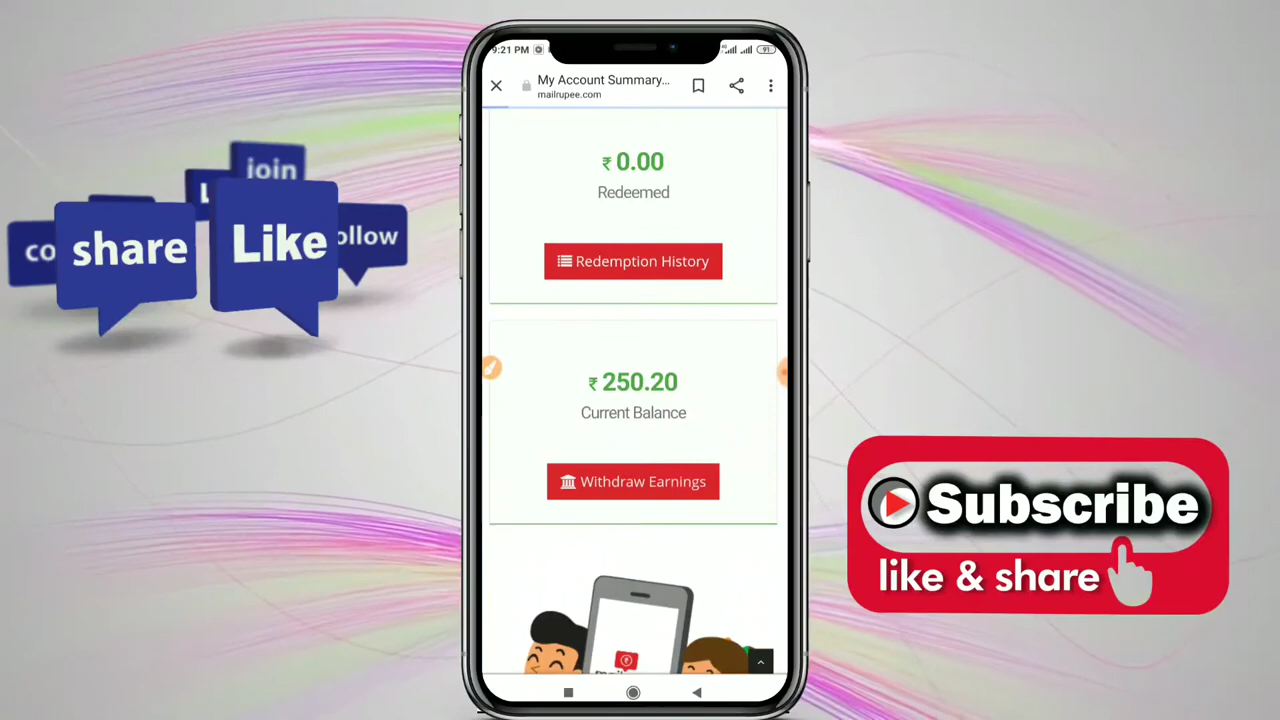 9:21 PM
91
My Account Summary...
mailrupee.com
₹ 0.00
Redeemed
Redemption History
₹ 250.20
Current Balance
Withdraw Earnings
join
L
co
share
Like
ollow
Subscribe
like & share